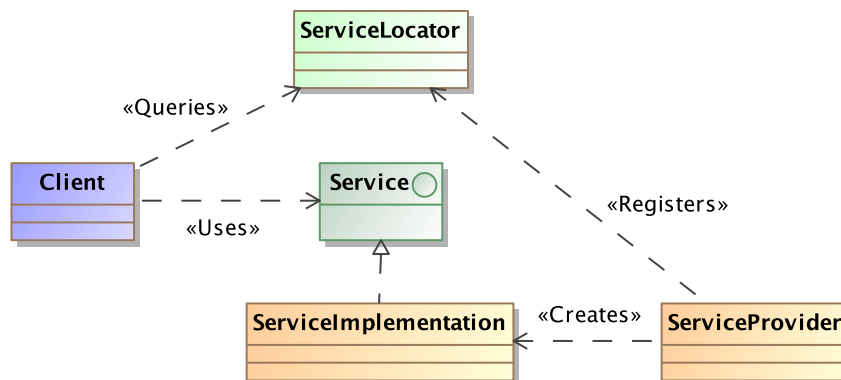 ServiceLocator
«Queries»
Client
Service
«Uses»
«Registers»
ServiceImplementation
«Creates»
ServiceProvider